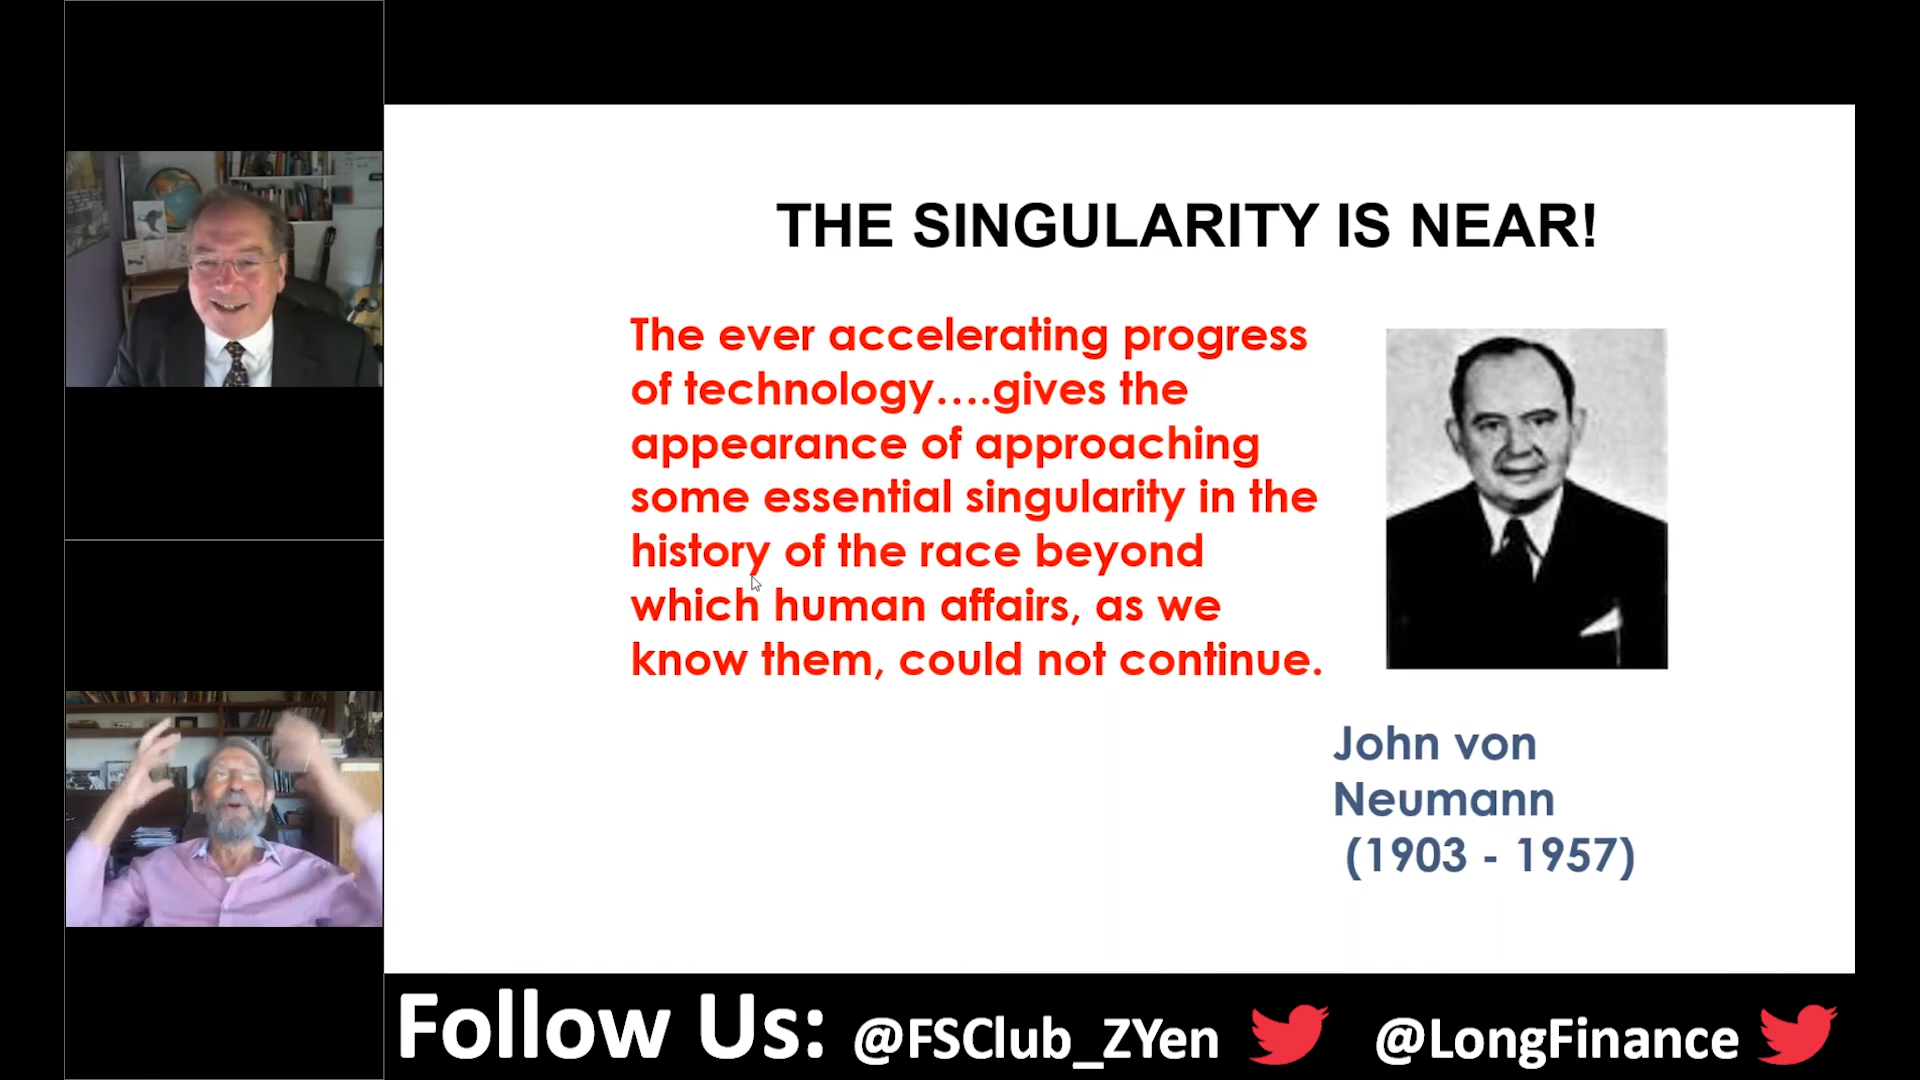 THE SINGULARITY IS NEAR!
The ever accelerating progress
of technology....gives the
appearance of approaching
some essential singularity in the
history of the race beyond
which human affairs, as we
know them, could not continue.
John von
Neumann
(1903 - 1957)
Follow Us: @FSClub_ZYen @LongFinance